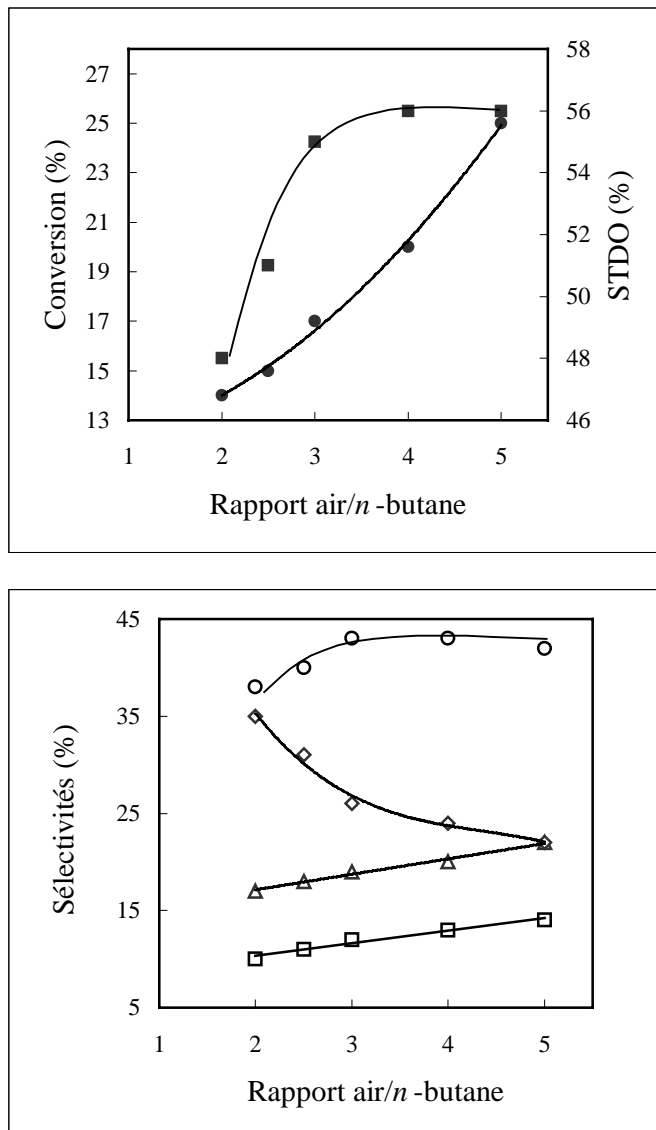 58
27
56
25
54
23
Conversion (%)
21
52
STDO (%)
19
50
17
48
15
13
46
1 2 3 4 5
Rapport air/n -butane
45
35
Sélectivités (%)
25
15
5
1 2 3 4 5
Rapport air/n -butane